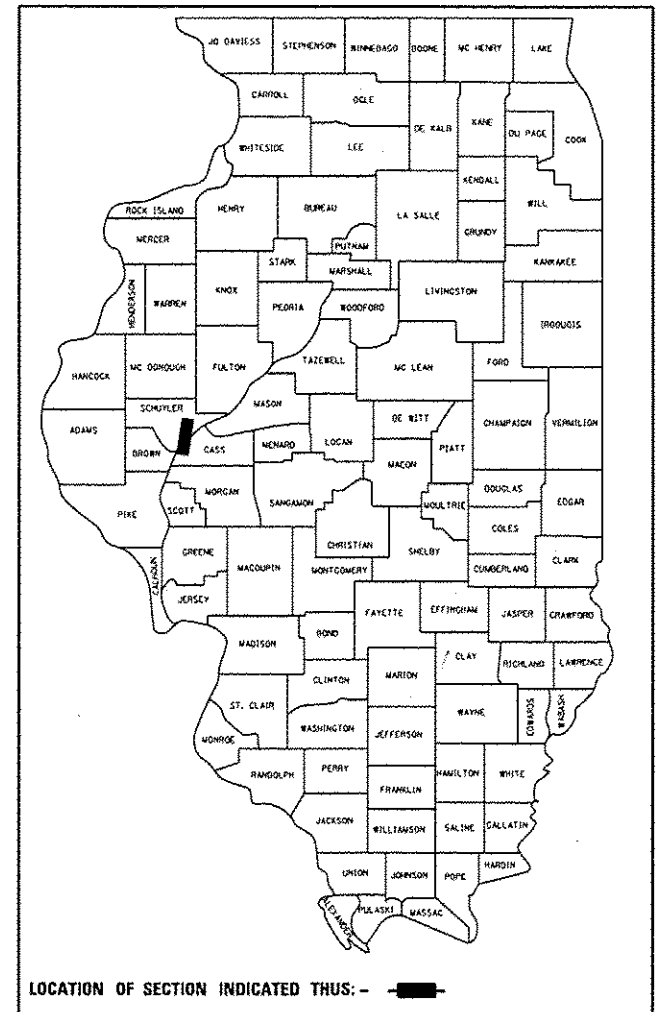 JO DAVIESS STEPHENSON WINNEBAGO BOONE MC HENRY LAKE
CARROLL OGLE DE KALB KANE DU PAGE COOK
WHITESIDE LEE
KENDALL WILL
ROCK ISLAND HENRY BUREAU LA SALLE GRUNDY
MERCER PUTNAM KANKAKEE
STARK MARSHALL
HENDERSON WARREN KNOX PEORIA WOODFORD LIVINGSTON IROQUOIS
HANCOCK MC DONOUGH FULTON TAZEWELL MC LEAN FORD
SCHUYLER MASON
ADAMS BROWN CASS MENARD LOGAN DE WITT PIATT CHAMPAIGN VERMILION
MACON
PIKE SCOTT MORGAN SANGAMON MOULTRIE DOUGLAS EDGAR
CHRISTIAN COLES
CALHOUN GREENE MACOUPIN MONTGOMERY SHELBY CUMBERLAND CLARK
JERSEY
FAYETTE EFFINGHAM JASPER CRAWFORD
MADISON BOND
CLAY RICHLAND LAWRENCE
CLINTON MARION
ST. CLAIR WAYNE EDWARDS WABASH
MONROE WASHINGTON JEFFERSON
RANDOLPH PERRY HAMILTON WHITE
FRANKLIN
JACKSON WILLIAMSON SALINE GALLATIN
UNION JOHNSON POPE HARDIN
ALEXANDER PULASKI MASSAC
LOCATION OF SECTION INDICATED THUS: -